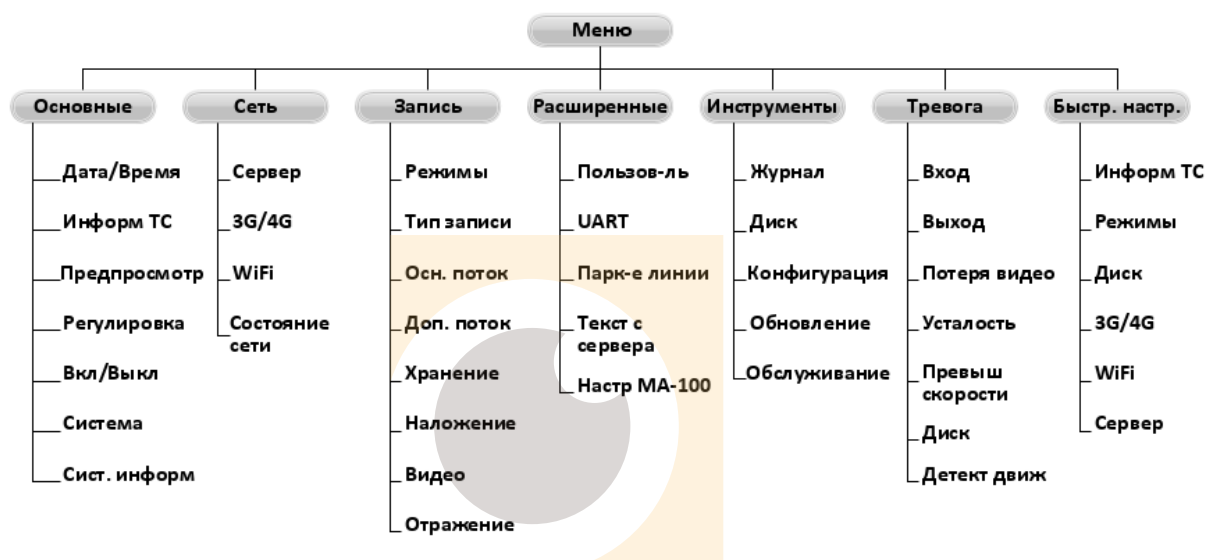 Меню
Основные
Сеть
Запись
Расширенные
Инструменты
Тревога
Быстр. настр.
Дата/Время
Информ ТС
Предпросмотр
Регулировка
Вкл/Выкл
Система
Сист. информ
Сервер
3G/4G
WiFi
Состояние
сети
Режимы
Тип записи
Осн. поток
Доп. поток
Хранение
Наложение
Видео
Отражение
Пользов-ль
UART
Парк-е линии
Текст с
сервера
Настр МА-100
Журнал
Диск
Конфигурация
Обновление
Обслуживание
Вход
Выход
Потеря видео
Усталость
Превыш
скорости
Диск
Детект движ
Информ ТС
Режимы
Диск
3G/4G
WiFi
Сервер